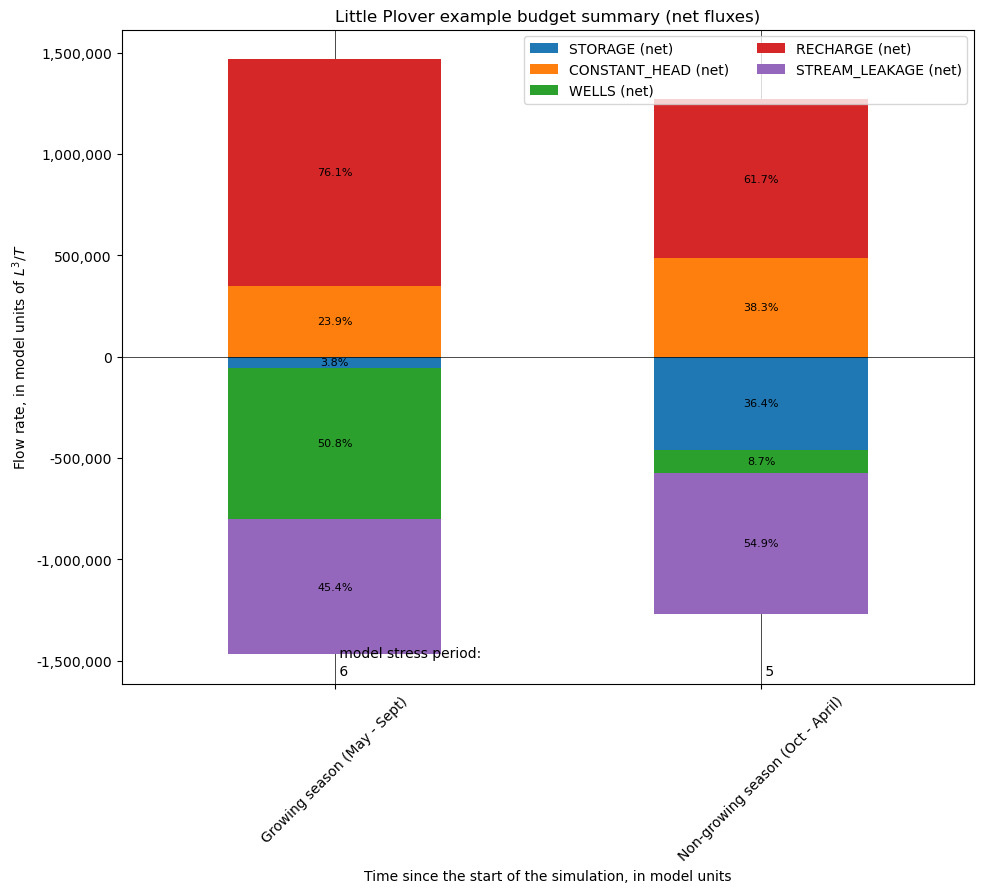 Little Plover example budget summary (net fluxes)
STORAGE (net)
CONSTANT_HEAD (net)
WELLS (net)
RECHARGE (net)
STREAM_LEAKAGE (net)
Flow rate, in model units of $L^3/T$
1,500,000
1,000,000
500,000
0
-500,000
-1,000,000
-1,500,000
76.1%
23.9%
3.8%
50.8%
45.4%
61.7%
38.3%
36.4%
8.7%
54.9%
model stress period:
6
5
Growing season (May - Sept)
Non-growing season (Oct - April)
Time since the start of the simulation, in model units